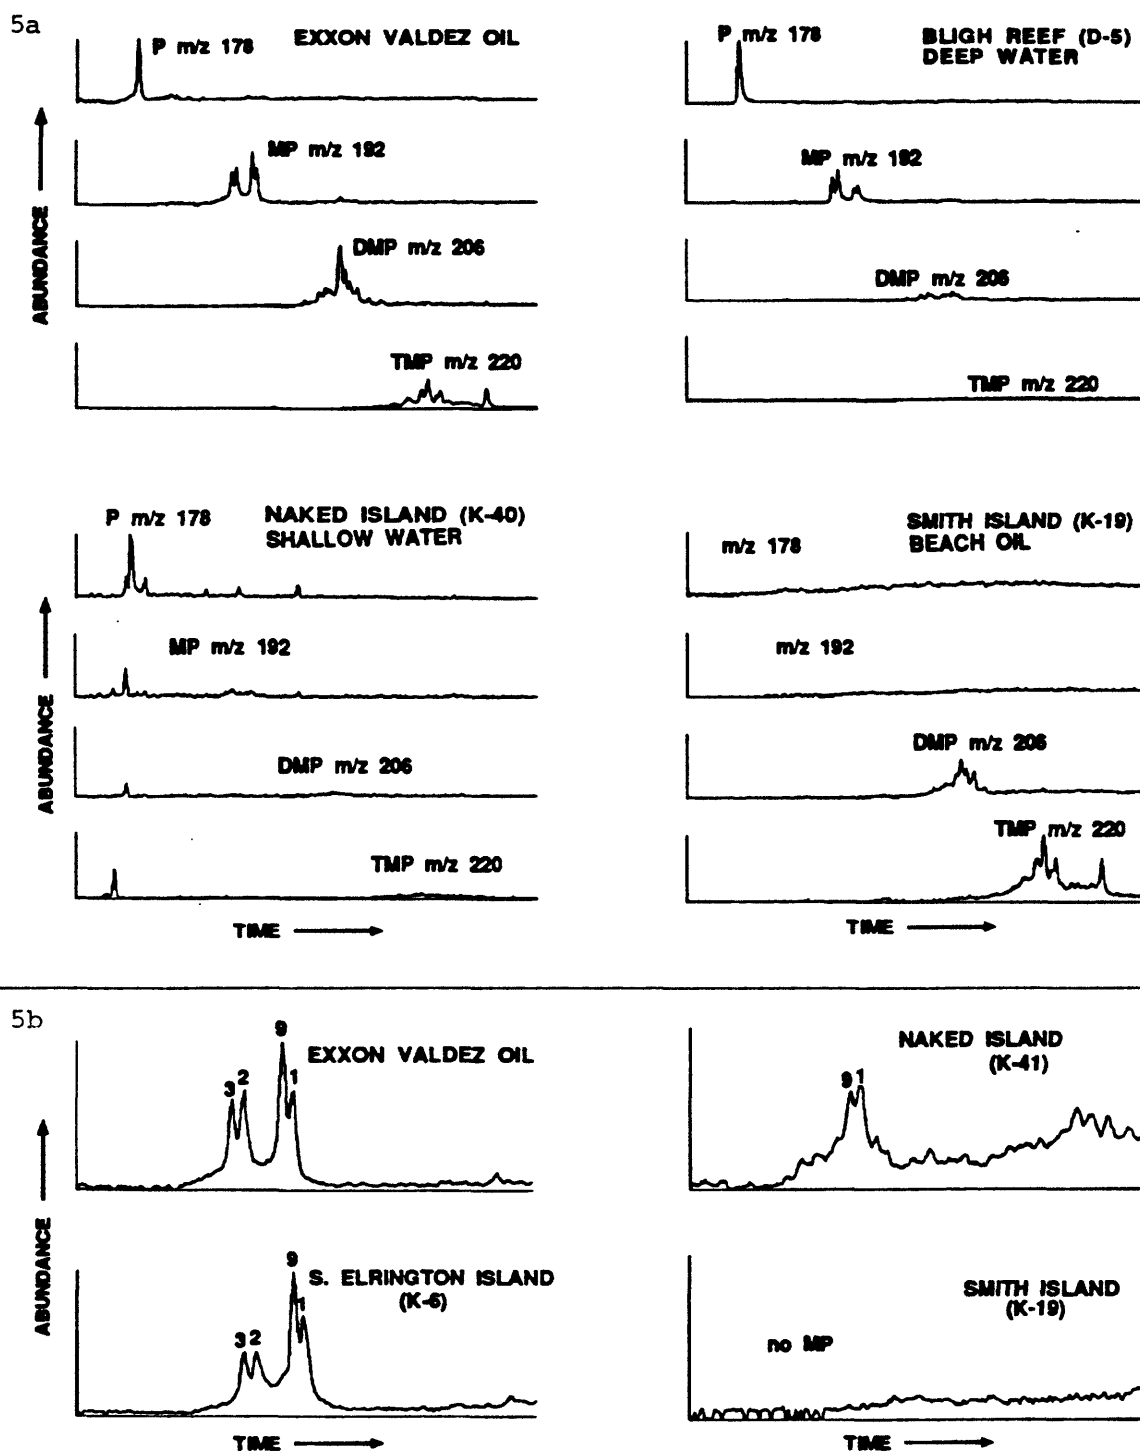 5a
P m/z 178
EXXON VALDEZ OIL
MP m/z 192
DMP m/z 206
TMP m/z 220
ABUNDANCE
P m/z 178
BLIGH REEF (D-5)
DEEP WATER
MP m/z 192
DMP m/z 206
TMP m/z 220
P m/z 178
NAKED ISLAND (K-40)
SHALLOW WATER
MP m/z 192
DMP m/z 206
TMP m/z 220
ABUNDANCE
TIME
m/z 178
SMITH ISLAND (K-19)
BEACH OIL
m/z 192
DMP m/z 206
TMP m/z 220
TIME
5b
3 2 9 1
EXXON VALDEZ OIL
9 1
NAKED ISLAND
(K-41)
ABUNDANCE
3 2 9 1
S. ELRINGTON ISLAND
(K-6)
TIME
no MP
SMITH ISLAND
(K-19)
TIME